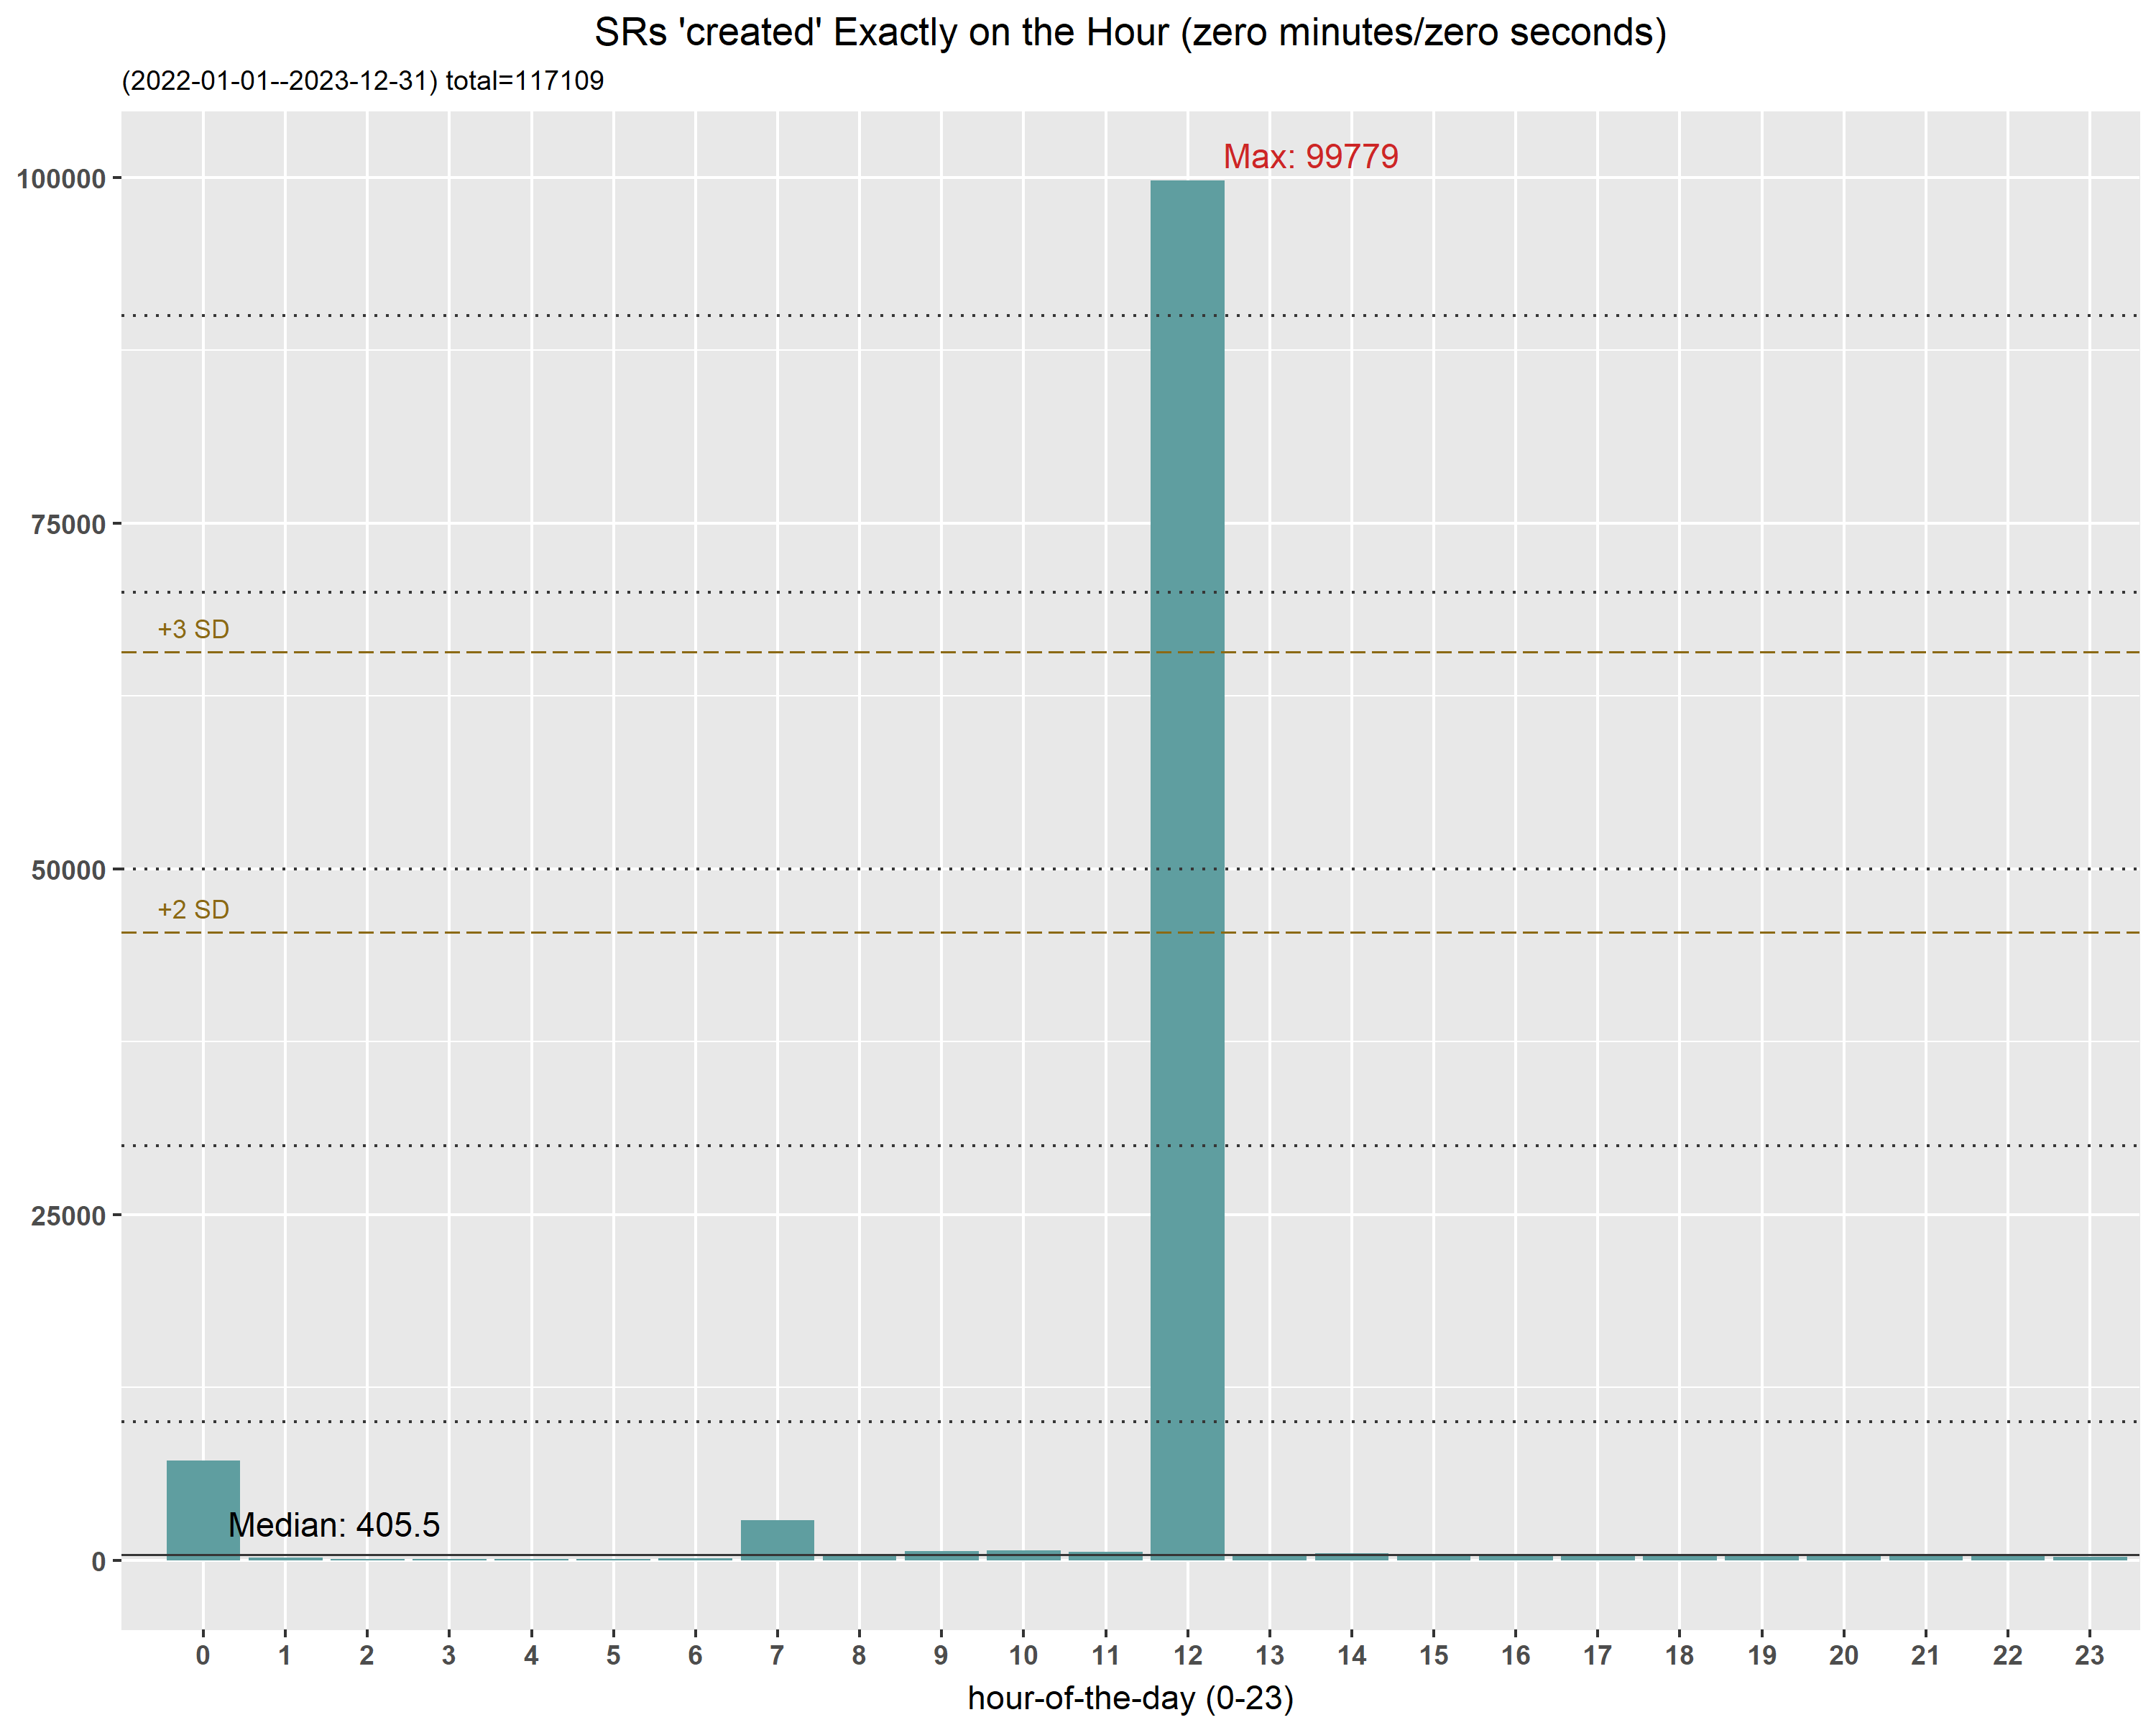 SRs 'created' Exactly on the Hour (zero minutes/zero seconds)
(2022-01-01--2023-12-31) total=117109
Max: 99779
100000
75000
+3 SD
50000
+2 SD
25000
Median: 405.5
0
0 1 2 3 4 5 6 7 8 9 10 11 12 13 14 15 16 17 18 19 20 21 22 23
hour-of-the-day (0-23)